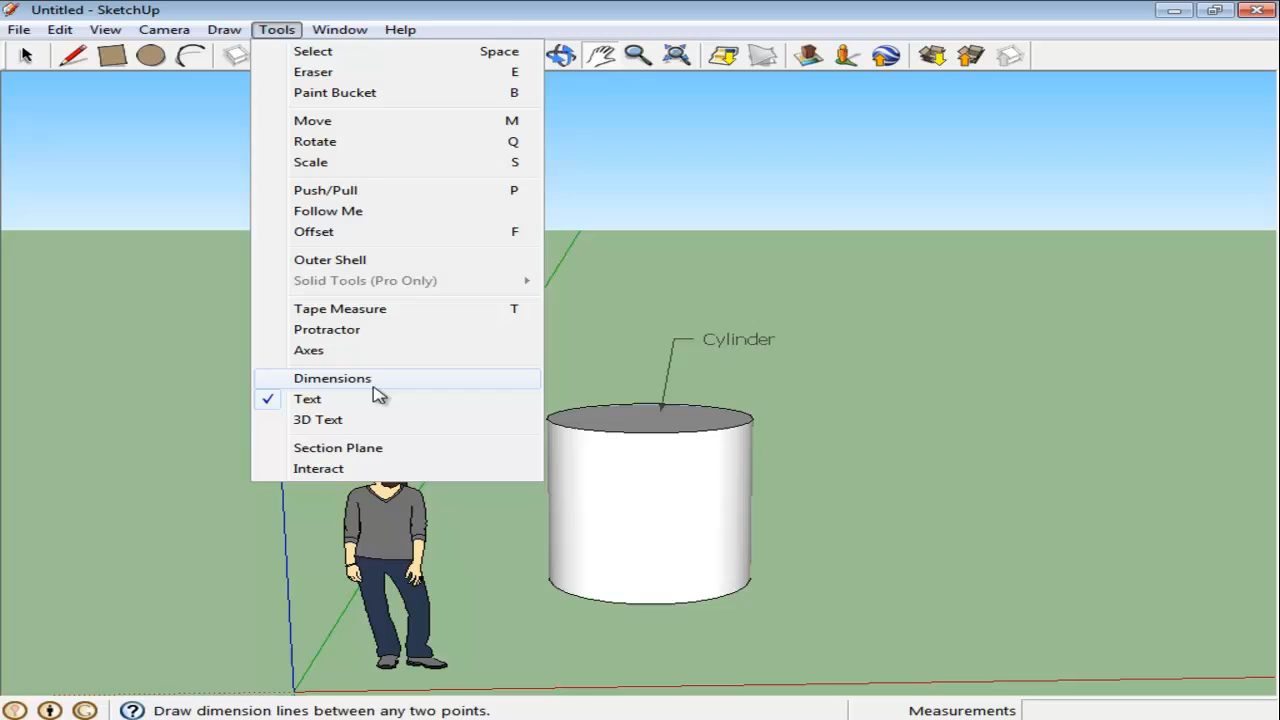 Untitled - SketchUp
File Edit View Camera Draw Tools Window Help
Select Space
Eraser E
Paint Bucket B
Move M
Rotate Q
Scale S
Push/Pull P
Follow Me
Offset F
Outer Shell
Solid Tools (Pro Only)
Tape Measure T
Protractor
Axes
Dimensions
Text
3D Text
Section Plane
Interact
Cylinder
Draw dimension lines between any two points. Measurements